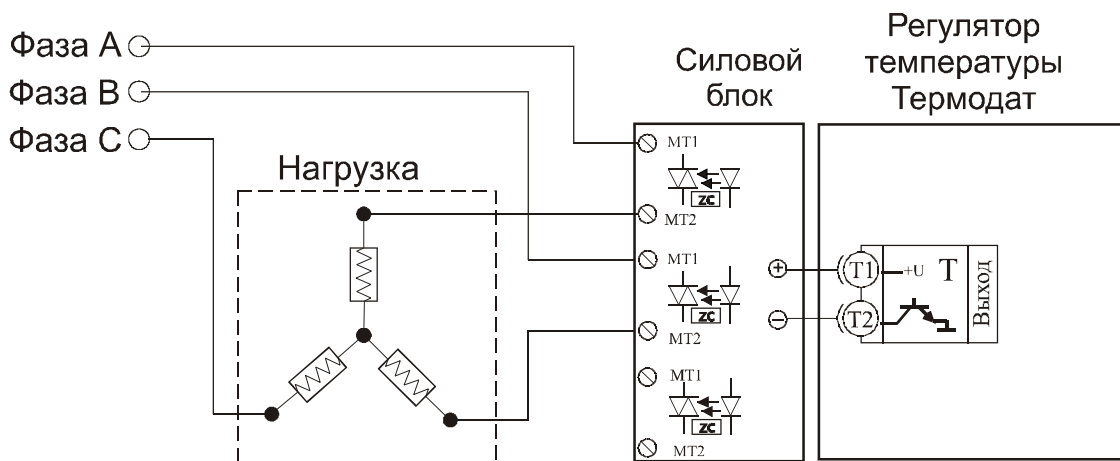 Фаза A
Фаза B
Фаза C
Нагрузка
Силовой
блок
Регулятор
температуры
Термодат
MT1
ZC
MT2
MT1
ZC
MT2
MT1
ZC
MT2
+
−
T1
+U
T
T2
Выход